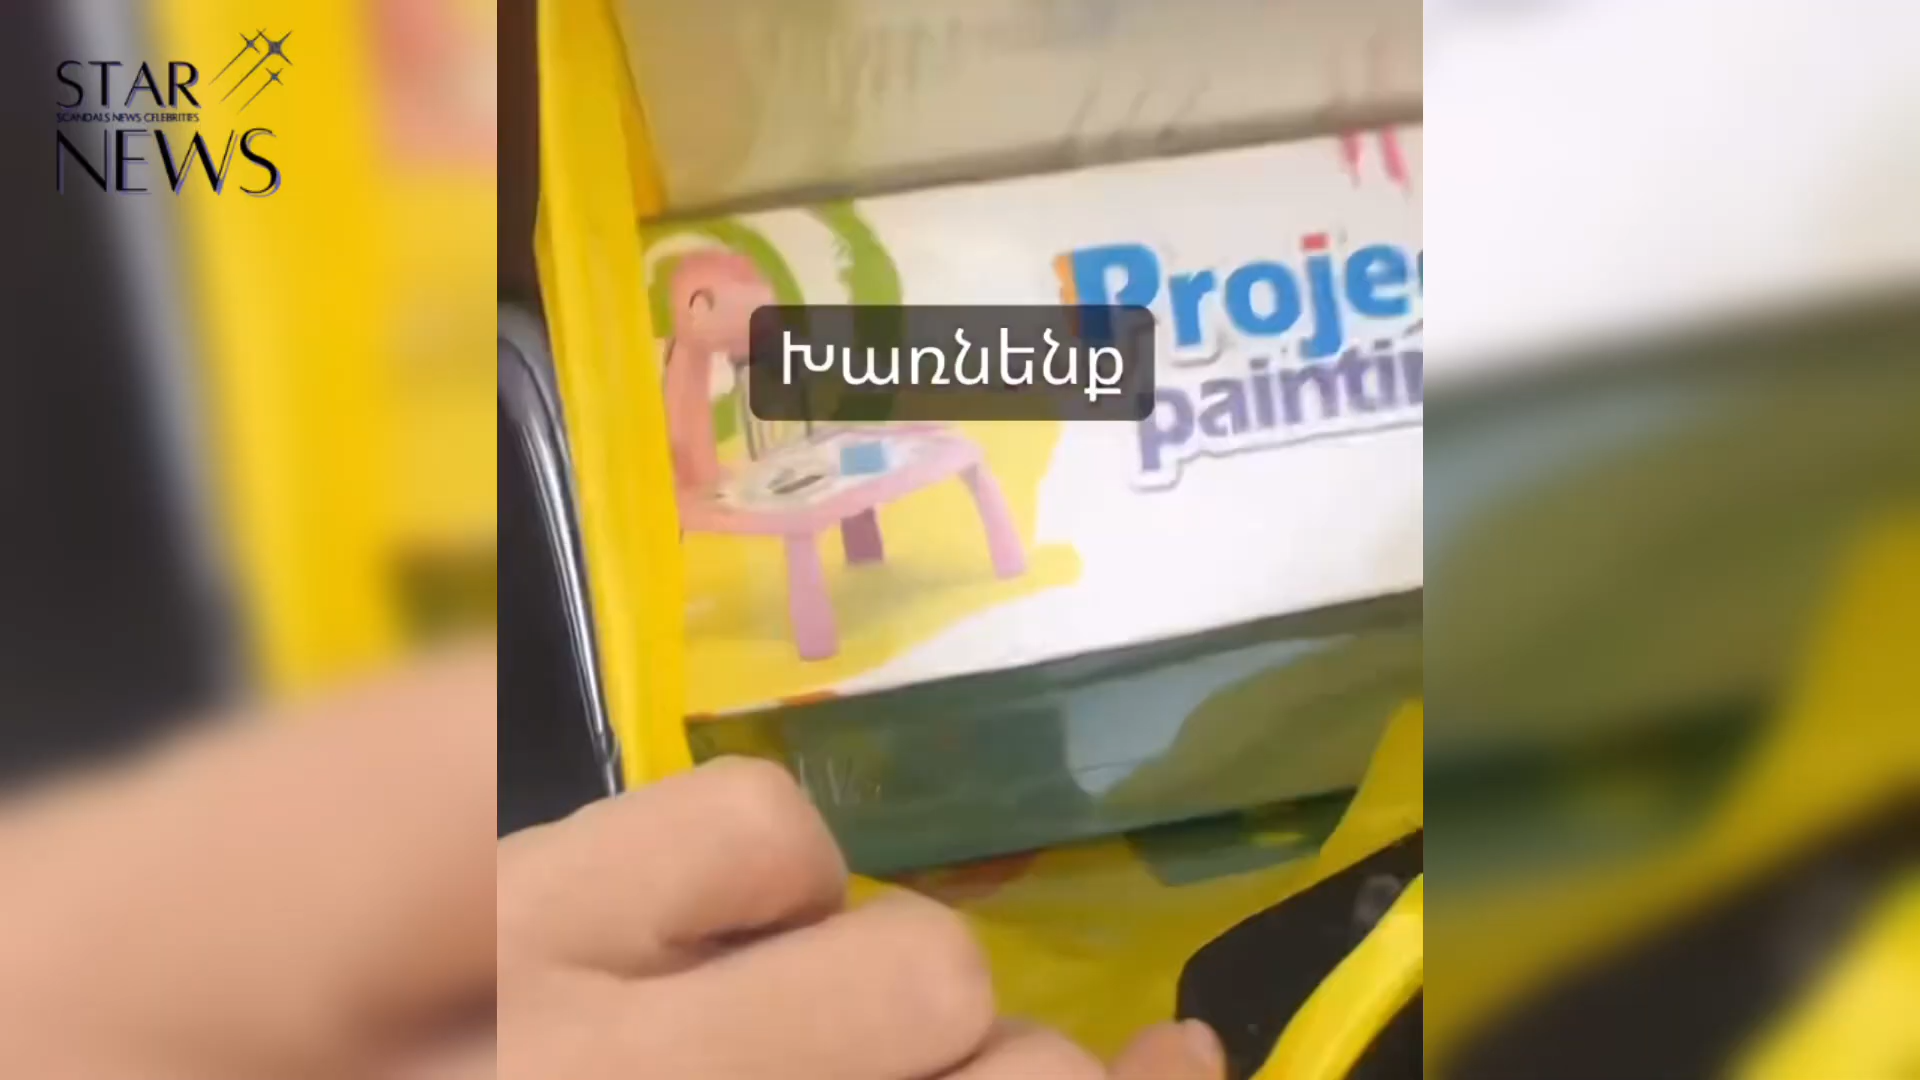 STAR
SCANDALS NEWS CELEBRITIES
NEWS
Խառնենք
Proje
painti